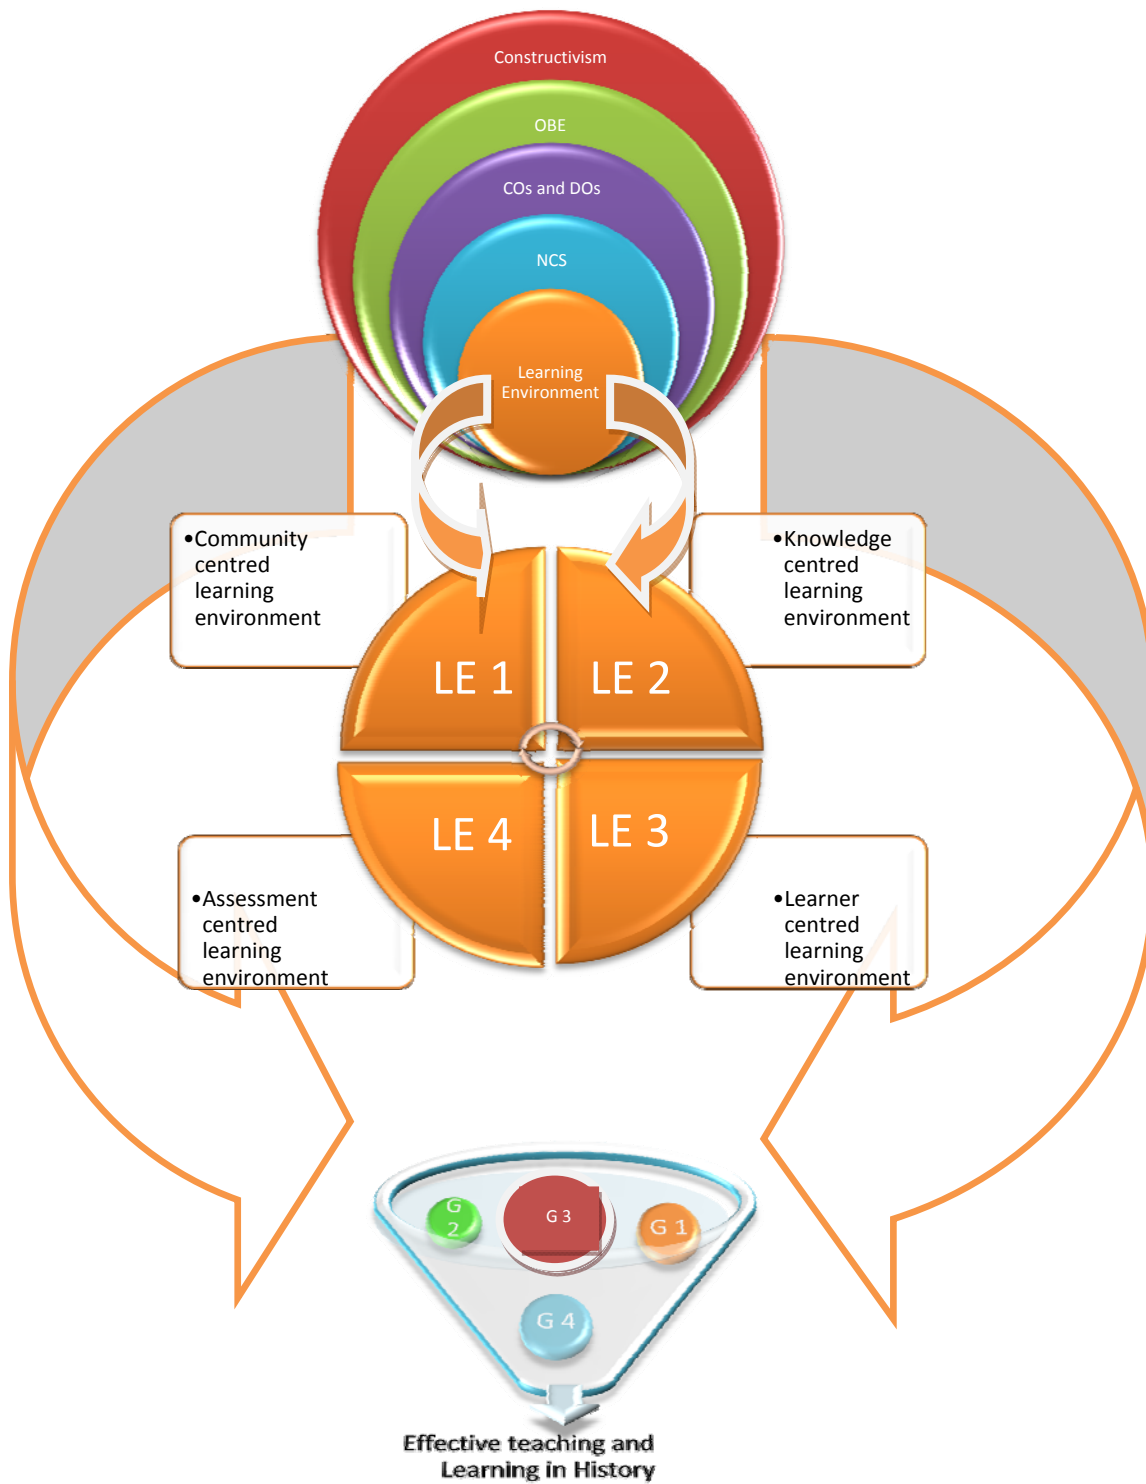 Constructivism
OBE
COs and DOs
NCS
Learning
Environment
•Community
centred
learning
environment
•Knowledge
centred
learning
environment
LE 1
LE 2
LE 4
LE 3
•Assessment
centred
learning
environment
•Learner
centred
learning
environment
G
2
G 3
G 1
G 4
Effective teaching and
Learning in History